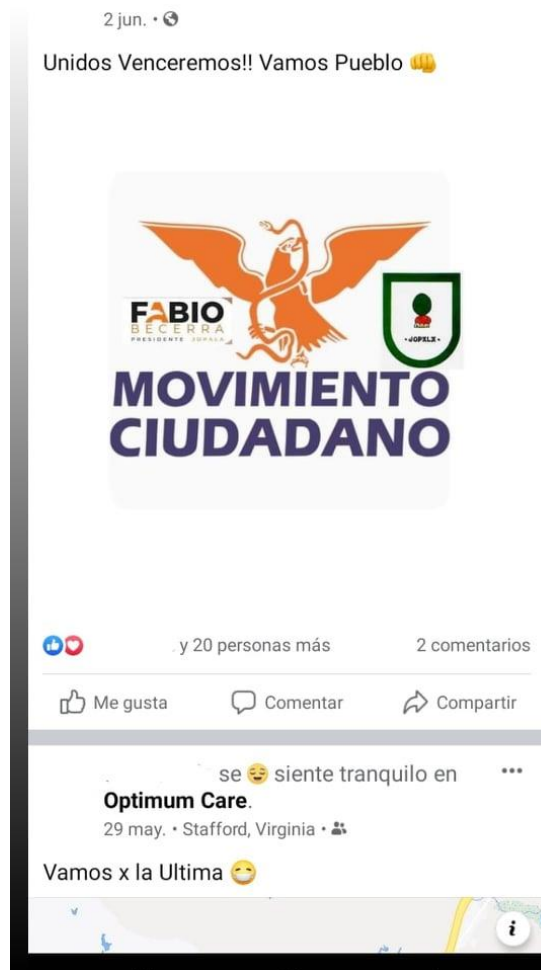 2 jun. •
Unidos Venceremos!! Vamos Pueblo 👊
FABIO
BECERRA
PRESIDENTE JOPALA
•JOPALA•
MOVIMIENTO
CIUDADANO
y 20 personas más
2 comentarios
Me gusta
Comentar
Compartir
se 😌 siente tranquilo en
Optimum Care.
29 may. • Stafford, Virginia •
Vamos x la Ultima 😷